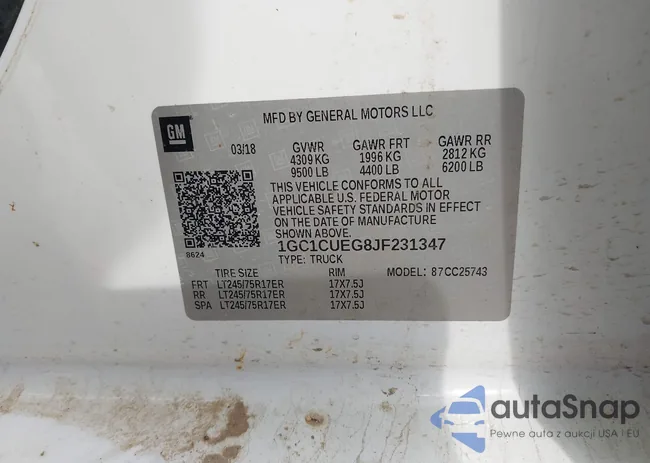 MFD BY GENERAL MOTORS LLC
GM
03/18 GVWR GAWR FRT GAWR RR
4309 KG 1996 KG 2812 KG
9500 LB 4400 LB 6200 LB
THIS VEHICLE CONFORMS TO ALL
APPLICABLE U.S. FEDERAL MOTOR
VEHICLE SAFETY STANDARDS IN EFFECT
ON THE DATE OF MANUFACTURE
SHOWN ABOVE.
8624
1GC1CUEG8JF231347
TYPE: TRUCK
TIRE SIZE RIM MODEL: 87CC25743
FRT LT245/75R17ER 17X7.5J
RR LT245/75R17ER 17X7.5J
SPA LT245/75R17ER 17X7.5J
autoSnap
Pewne auta z aukcji USA i EU